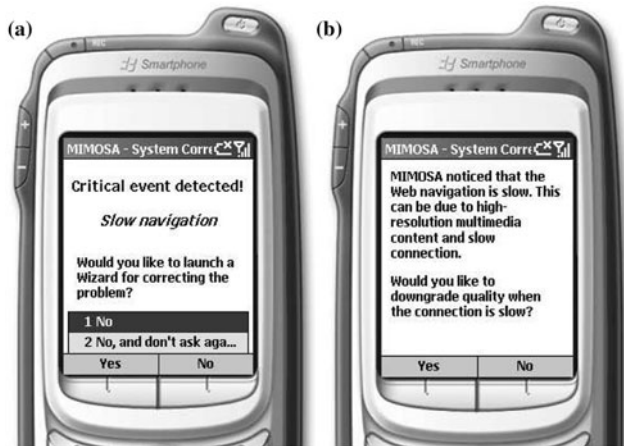 (a)
REC
Smartphone
MIMOSA - System Corre
Critical event detected!
Slow navigation
Would you like to launch a
Wizard for correcting the
problem?
1 No
2 No, and don't ask aga...
Yes
No
(b)
REC
Smartphone
MIMOSA - System Corre
MIMOSA noticed that the
Web navigation is slow. This
can be due to high-
resolution multimedia
content and slow
connection.
Would you like to
downgrade quality when
the connection is slow?
Yes
No